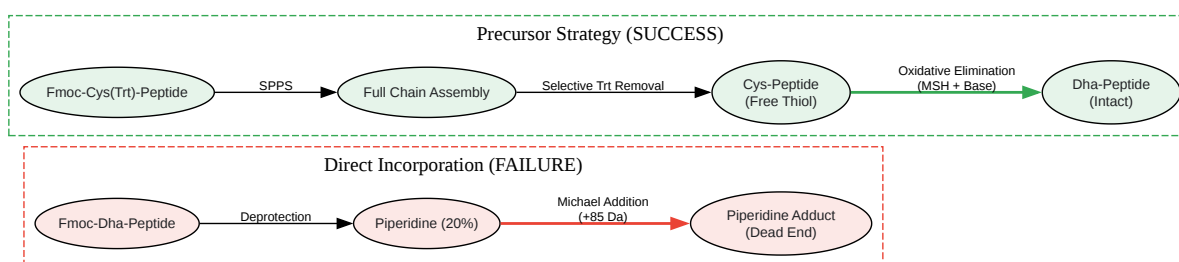 Precursor Strategy (SUCCESS)
Fmoc-Cys(Trt)-Peptide
SPPS
Full Chain Assembly
Selective Trt Removal
Cys-Peptide
(Free Thiol)
Oxidative Elimination
(MSH + Base)
Dha-Peptide
(Intact)
Direct Incorporation (FAILURE)
Fmoc-Dha-Peptide
Deprotection
Piperidine (20%)
Michael Addition
(+85 Da)
Piperidine Adduct
(Dead End)